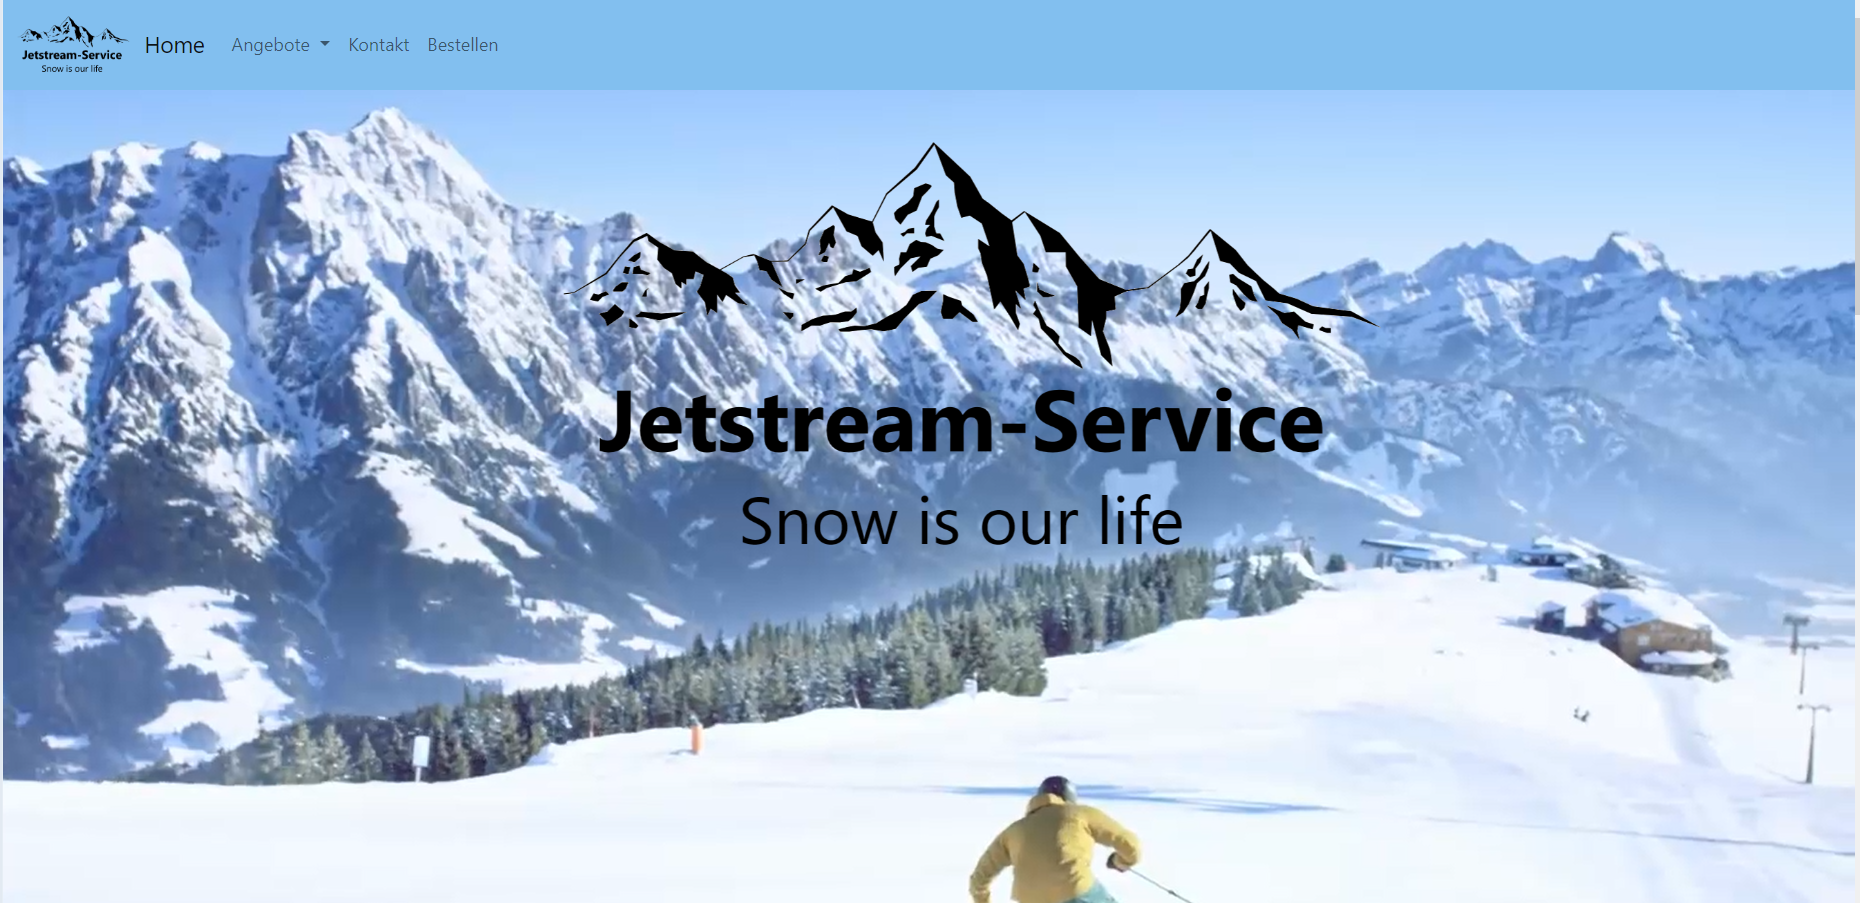 Jetstream-Service
Snow is our life
Home Angebote Kontakt Bestellen
Jetstream-Service
Snow is our life